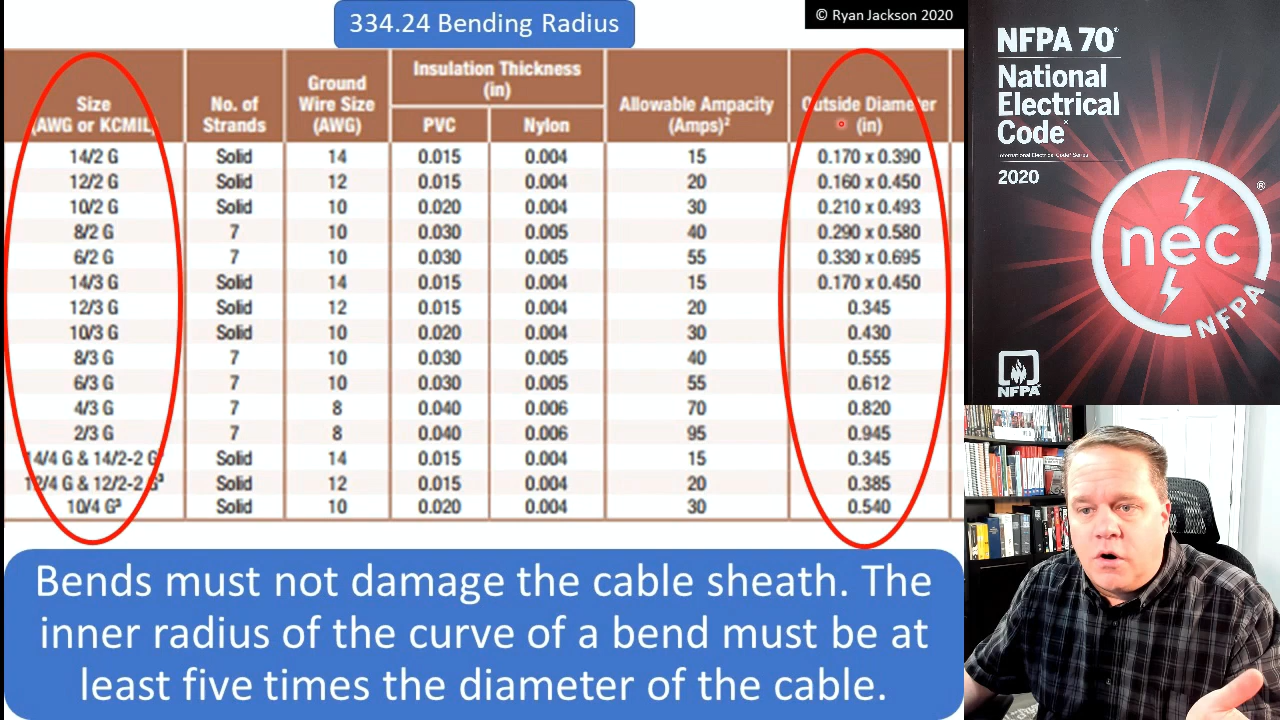 334.24 Bending Radius
© Ryan Jackson 2020
Size (AWG or KCMIL) No. of Strands Ground Wire Size (AWG) Insulation Thickness (in) PVC Nylon Allowable Ampacity (Amps)² Outside Diameter (in)
14/2 G Solid 14 0.015 0.004 15 0.170 x 0.390
12/2 G Solid 12 0.015 0.004 20 0.160 x 0.450
10/2 G Solid 10 0.020 0.004 30 0.210 x 0.493
8/2 G 7 10 0.030 0.005 40 0.290 x 0.580
6/2 G 7 10 0.030 0.005 55 0.330 x 0.695
14/3 G Solid 14 0.015 0.004 15 0.170 x 0.450
12/3 G Solid 12 0.015 0.004 20 0.345
10/3 G Solid 10 0.020 0.004 30 0.430
8/3 G 7 10 0.030 0.005 40 0.555
6/3 G 7 10 0.030 0.005 55 0.612
4/3 G 7 8 0.040 0.006 70 0.820
2/3 G 7 8 0.040 0.006 95 0.945
14/4 G & 14/2-2 G³ Solid 14 0.015 0.004 15 0.345
12/4 G & 12/2-2 G³ Solid 12 0.015 0.004 20 0.385
10/4 G³ Solid 10 0.020 0.004 30 0.540
Bends must not damage the cable sheath. The
inner radius of the curve of a bend must be at
least five times the diameter of the cable.
NFPA 70®
National
Electrical
Code
International Electrical Code Series
2020
nec®
NFPA
NFPA